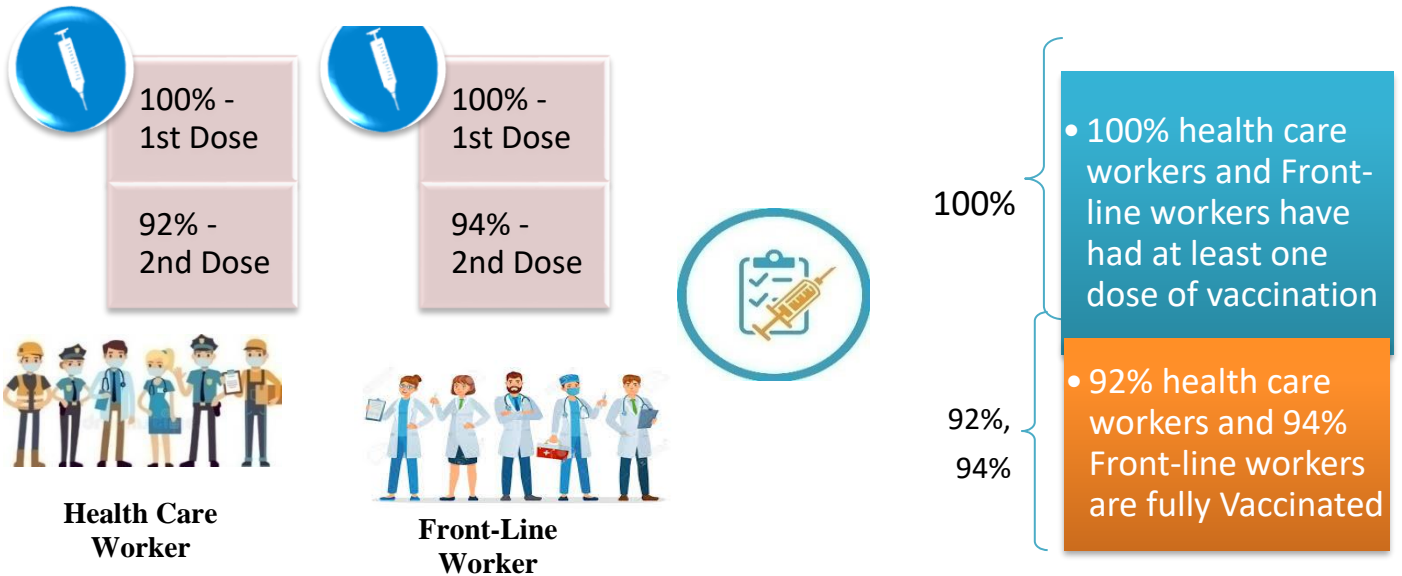 100% -
1st Dose
92% -
2nd Dose
Health Care
Worker
100% -
1st Dose
94% -
2nd Dose
Front-Line
Worker
100%
• 100% health care
workers and Front-
line workers have
had at least one
dose of vaccination
92%,
94%
• 92% health care
workers and 94%
Front-line workers
are fully Vaccinated